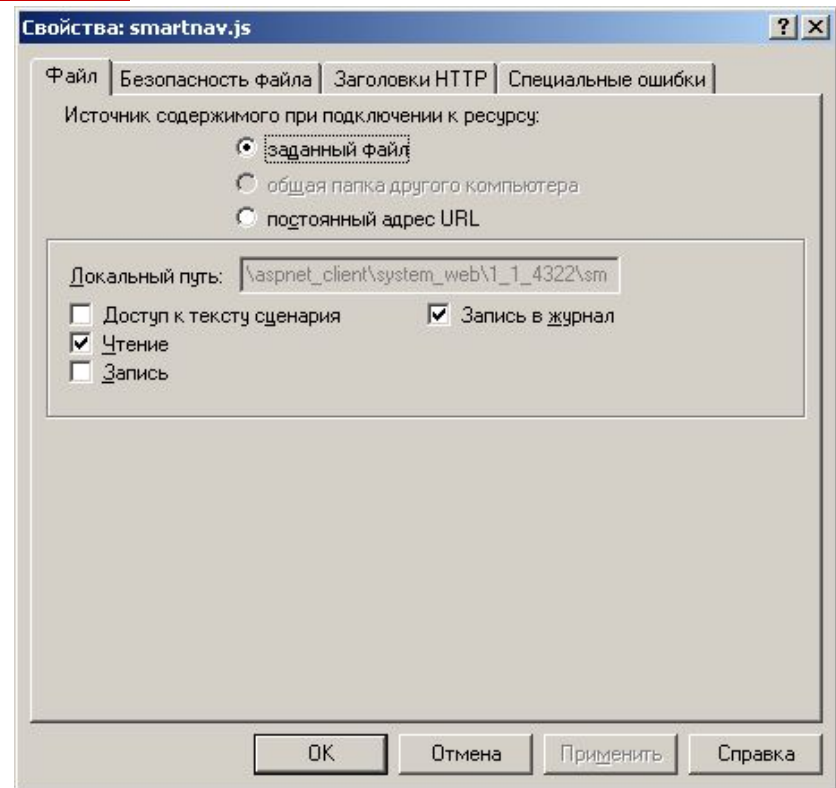 Свойства: smartnav.js
Файл Безопасность файла Заголовки HTTP Специальные ошибки
Источник содержимого при подключении к ресурсу:
заданный файл
общая папка другого компьютера
постоянный адрес URL
Локальный путь: \aspnet_client\system_web\1_1_4322\sm
Доступ к тексту сценария Запись в журнал
Чтение
Запись
OK Отмена Применить Справка